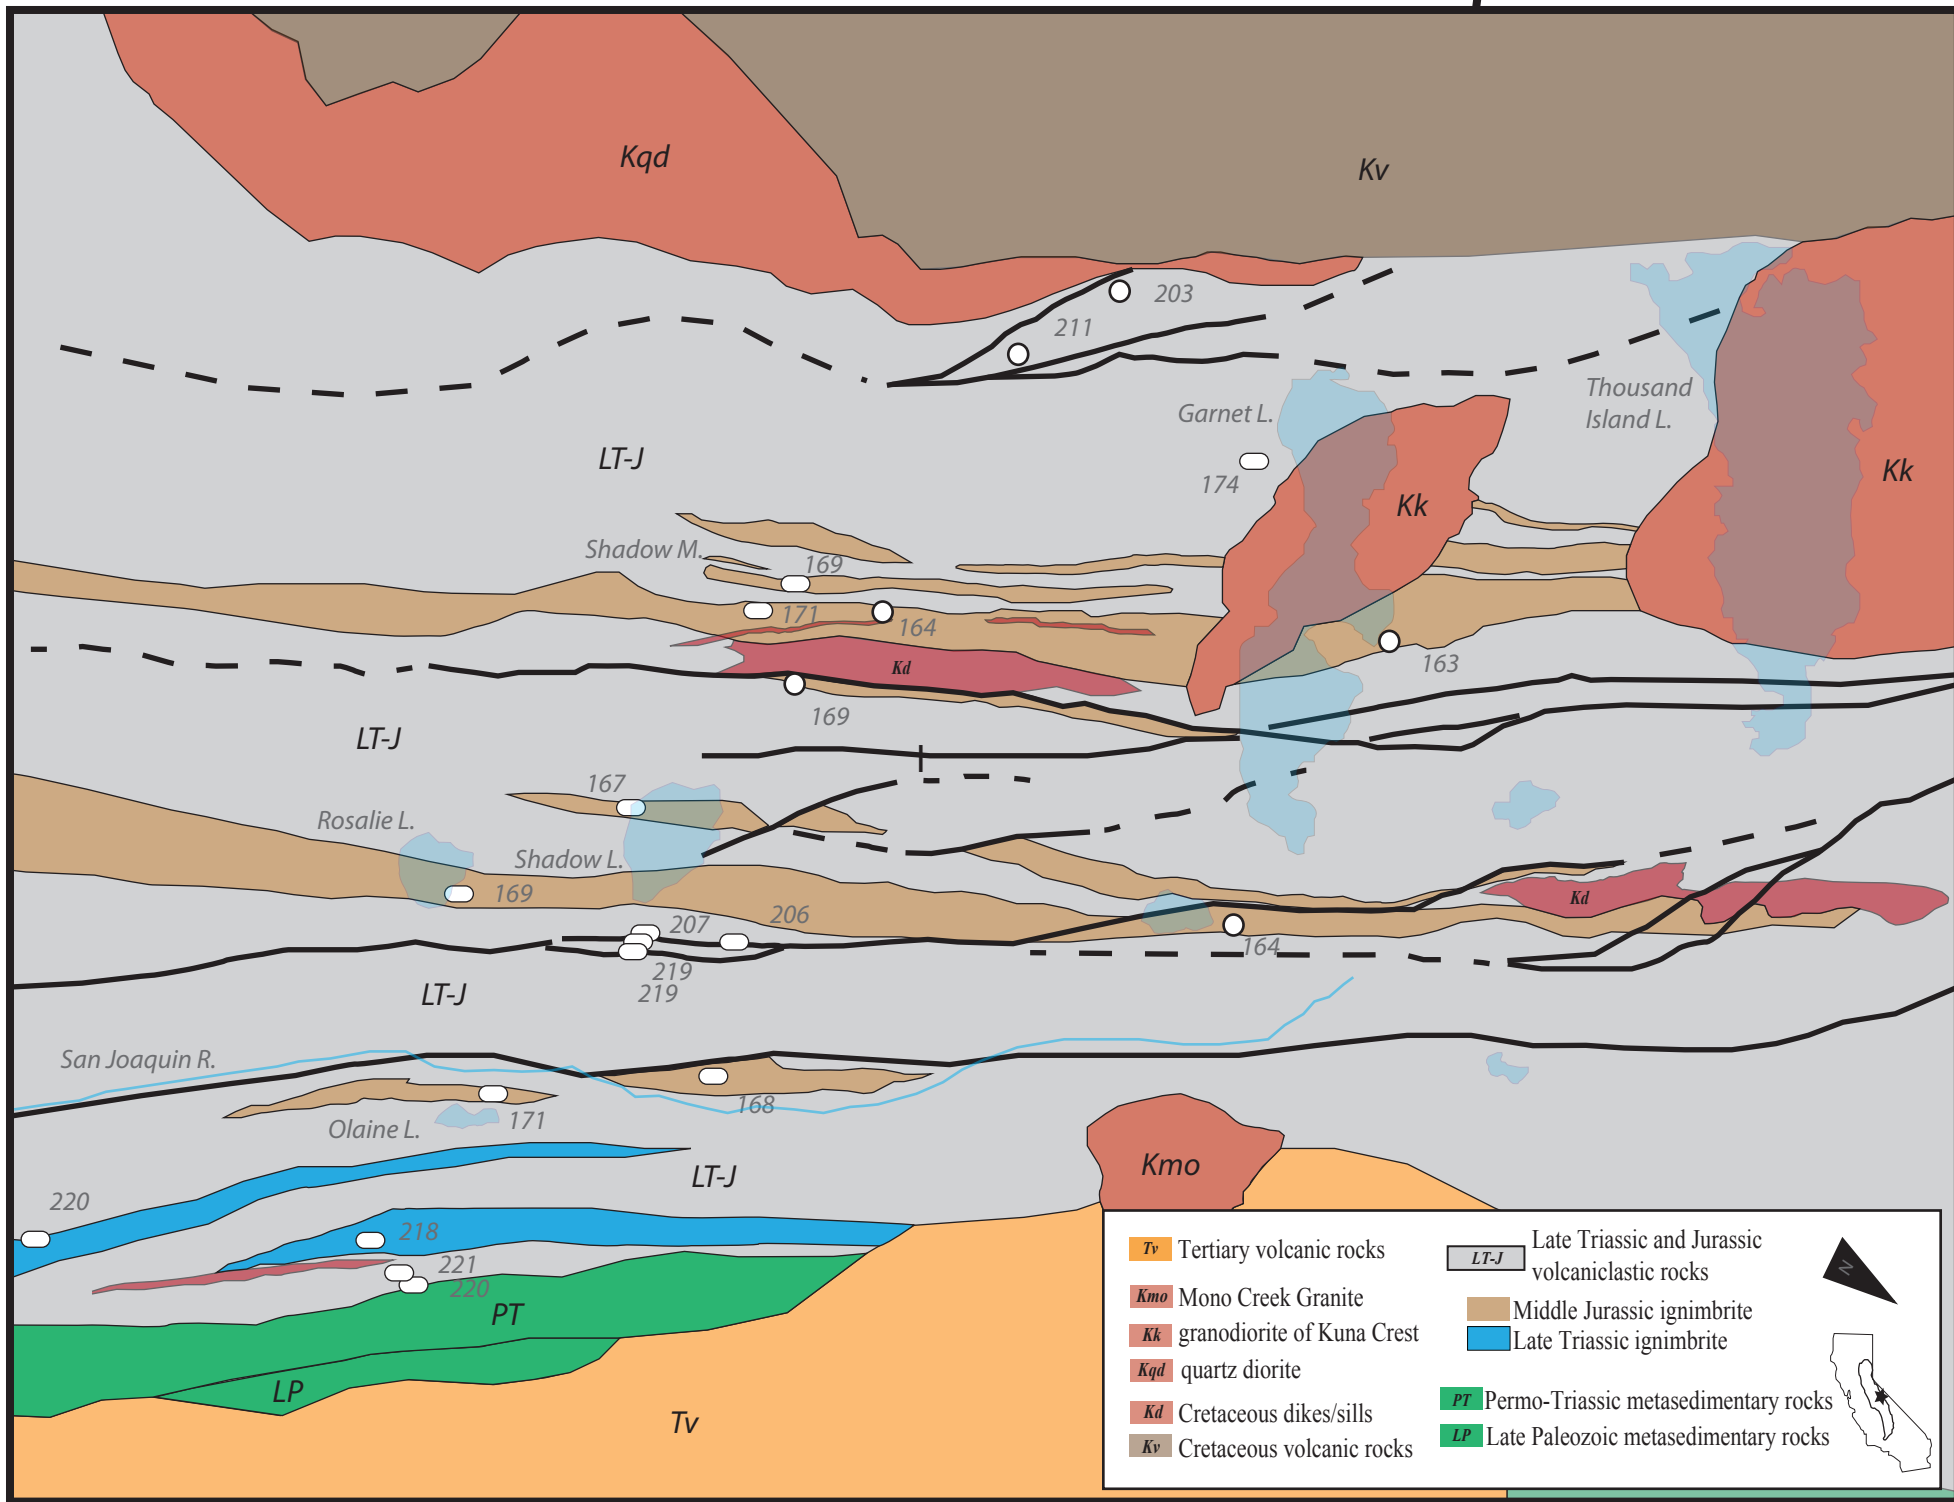 Kqd
Kv
203
211
Garnet L.
Thousand
Island L.
LT-J
174
Kk
Kk
Shadow M.
169
171
164
Kd
163
169
LT-J
167
Rosalie L.
Shadow L.
169
207
206
Kd
164
219
219
LT-J
San Joaquin R.
168
171
Olaine L.
Kmo
LT-J
220
218
221
220
PT
LP
Tv
Tv Tertiary volcanic rocks
Kmo Mono Creek Granite
Kk granodiorite of Kuna Crest
Kqd quartz diorite
Kd Cretaceous dikes/sills
Kv Cretaceous volcanic rocks
LT-J Late Triassic and Jurassic
volcaniclastic rocks
Middle Jurassic ignimbrite
Late Triassic ignimbrite
PT Permo-Triassic metasedimentary rocks
LP Late Paleozoic metasedimentary rocks
N